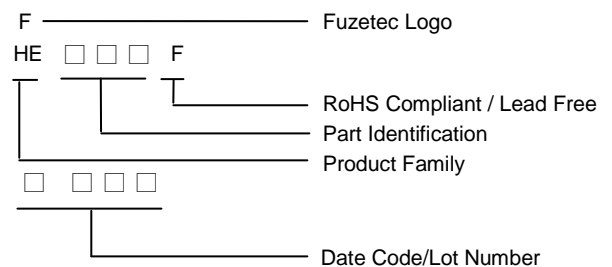 F Fuzetec Logo
HE □ □ □ F
RoHS Compliant / Lead Free
Part Identification
Product Family
□ □ □ □
Date Code/Lot Number